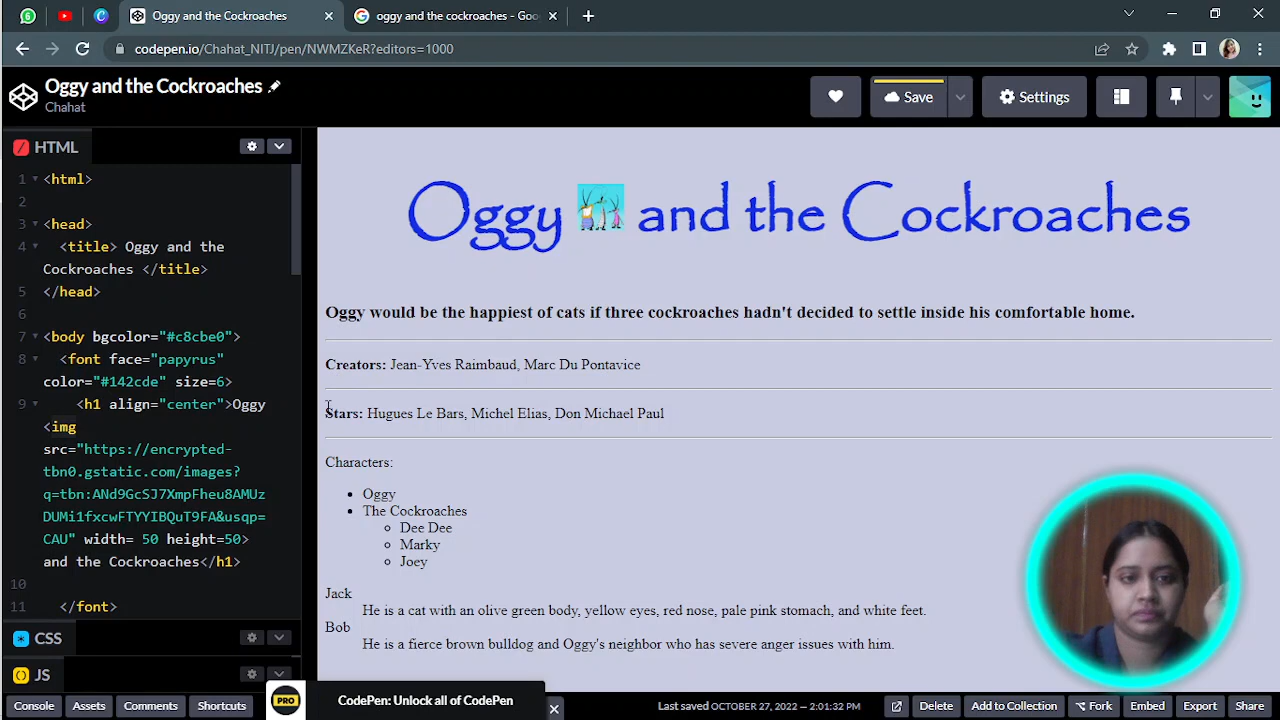 Oggy and the Cockroaches
oggy and the cockroaches - Goo
codepen.io/Chahat_NITJ/pen/NWMZKeR?editors=1000
Oggy and the Cockroaches
Chahat
Save
Settings
HTML
1 <html>
2
3 <head>
4 <title> Oggy and the
Cockroaches </title>
5 </head>
6
7 <body bgcolor="#c8cbe0">
8 <font face="papyrus"
color="#142cde" size=6>
9 <h1 align="center">Oggy
<img
src="https://encrypted-
tbn0.gstatic.com/images?
q=tbn:ANd9GcSJ7XmpFheu8AMUz
DUMi1fxcwFTYYIBQuT9FA&usqp=
CAU" width= 50 height=50>
and the Cockroaches</h1>
10
11 </font>
CSS
JS
Oggy and the Cockroaches
Oggy would be the happiest of cats if three cockroaches hadn't decided to settle inside his comfortable home.
Creators: Jean-Yves Raimbaud, Marc Du Pontavice
Stars: Hugues Le Bars, Michel Elias, Don Michael Paul
Characters:
• Oggy
• The Cockroaches
○ Dee Dee
○ Marky
○ Joey
Jack
He is a cat with an olive green body, yellow eyes, red nose, pale pink stomach, and white feet.
Bob
He is a fierce brown bulldog and Oggy's neighbor who has severe anger issues with him.
Console
Assets
Comments
Shortcuts
PRO
CodePen: Unlock all of CodePen
Last saved OCTOBER 27, 2022 — 2:01:32 PM
Delete
Add to Collection
Fork
Embed
Export
Share